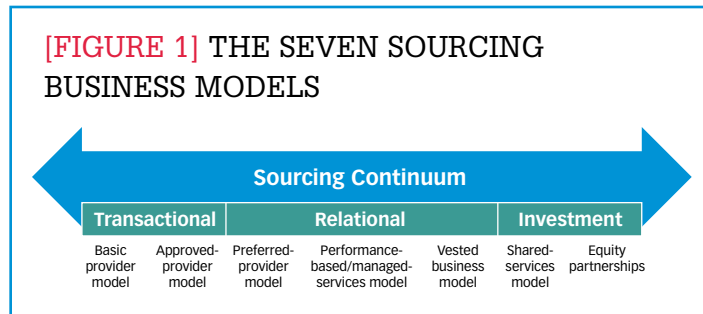 [FIGURE 1] THE SEVEN SOURCING
BUSINESS MODELS
Sourcing Continuum
Transactional
Relational
Investment
Basic
provider
model
Approved-
provider
model
Preferred-
provider
model
Performance-
based/managed-
services model
Vested
business
model
Shared-
services
model
Equity
partnerships